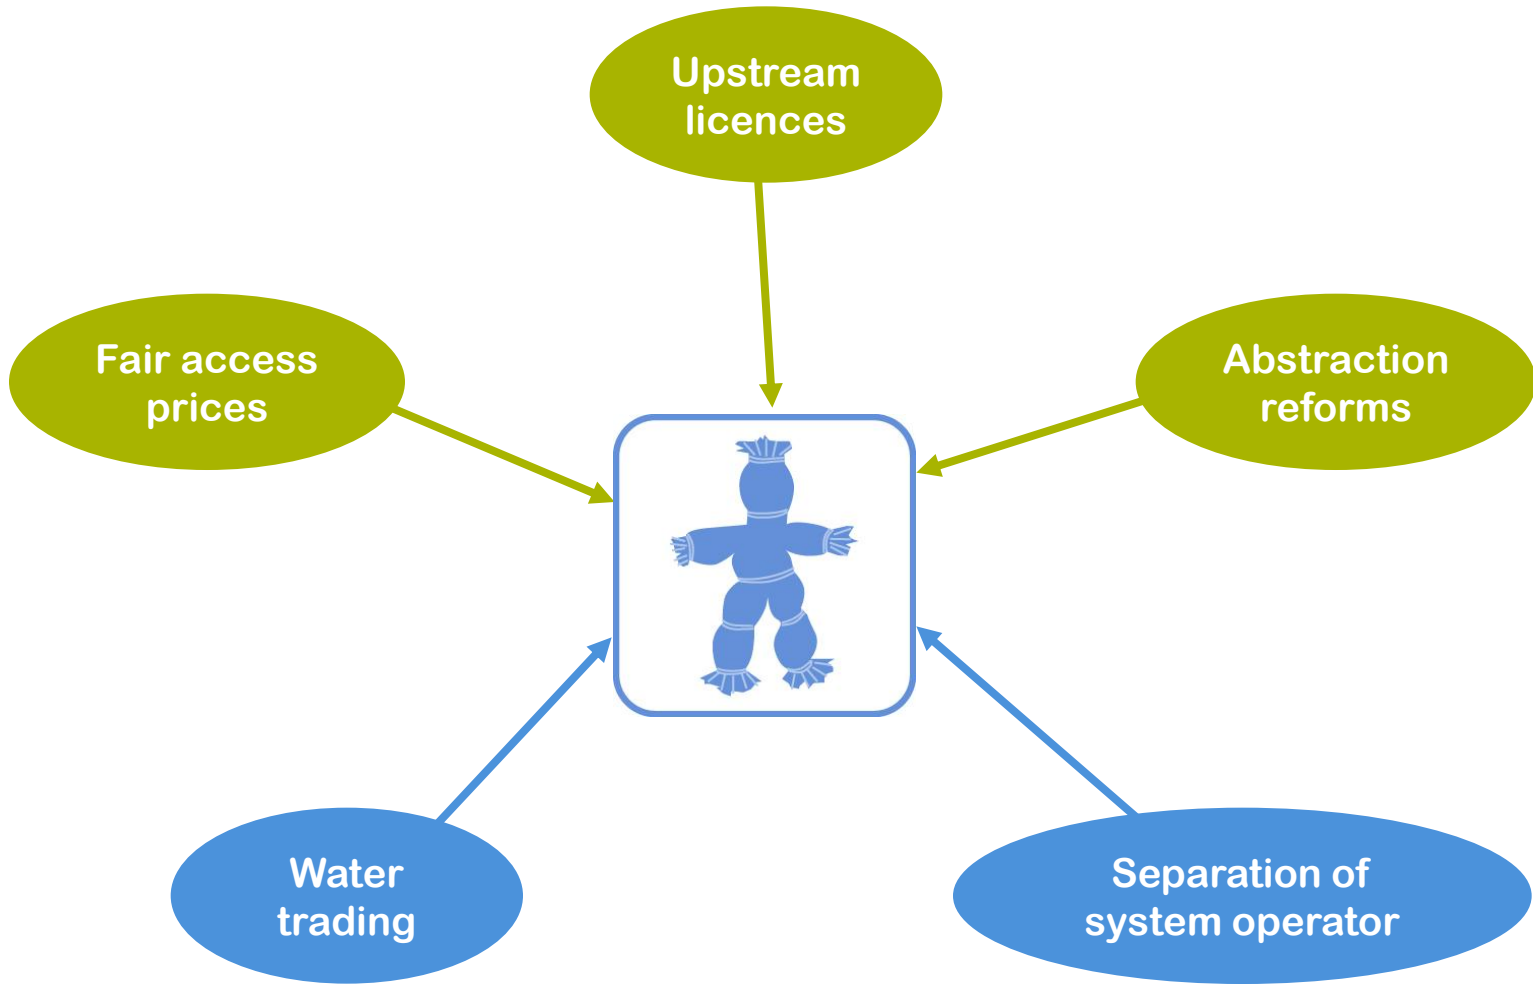 Upstream
licences
Fair access
prices
Abstraction
reforms
Water
trading
Separation of
system operator